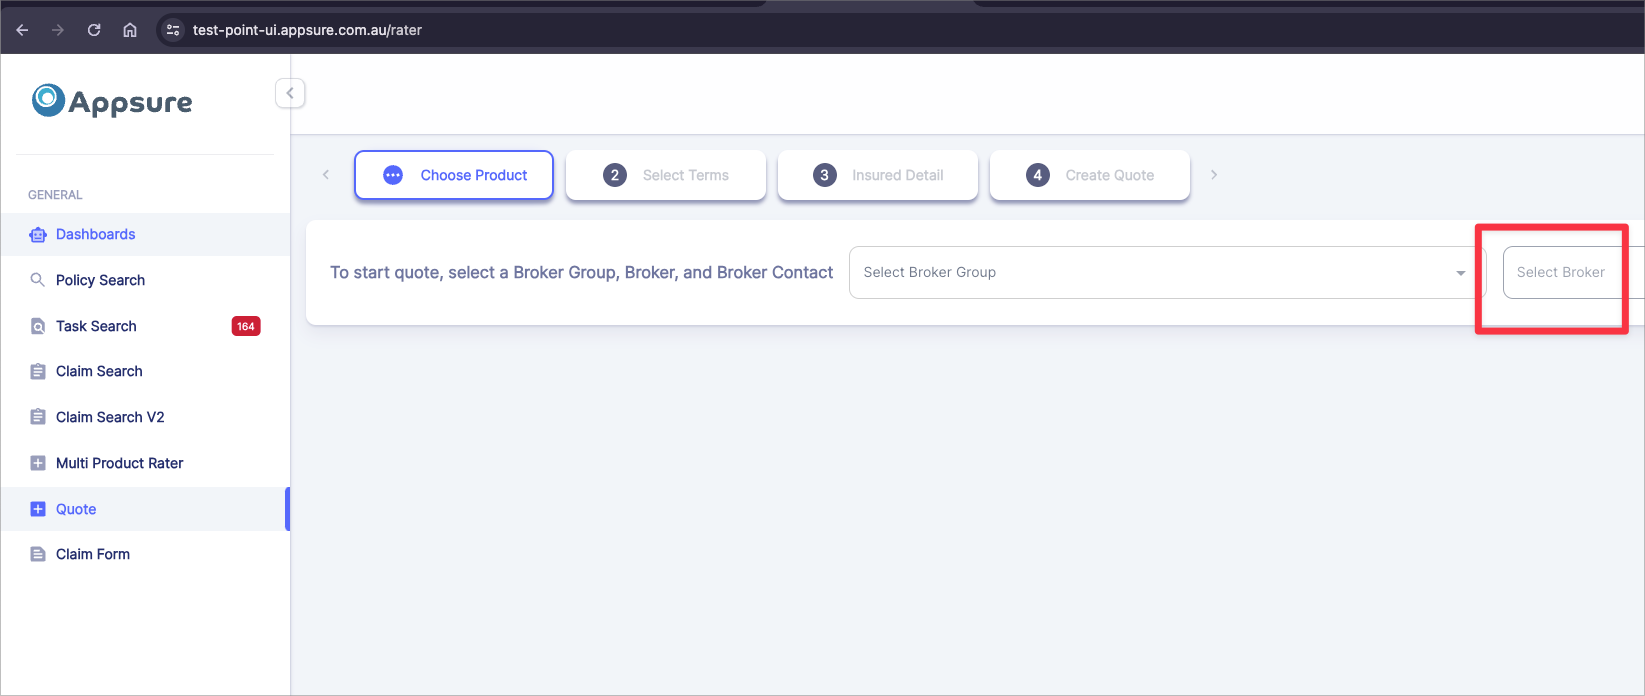 test-point-ui.appsure.com.au/rater
Appsure
GENERAL
Dashboards
Policy Search
Task Search 164
Claim Search
Claim Search V2
Multi Product Rater
Quote
Claim Form
Choose Product
2 Select Terms
3 Insured Detail
4 Create Quote
To start quote, select a Broker Group, Broker, and Broker Contact
Select Broker Group
Select Broker